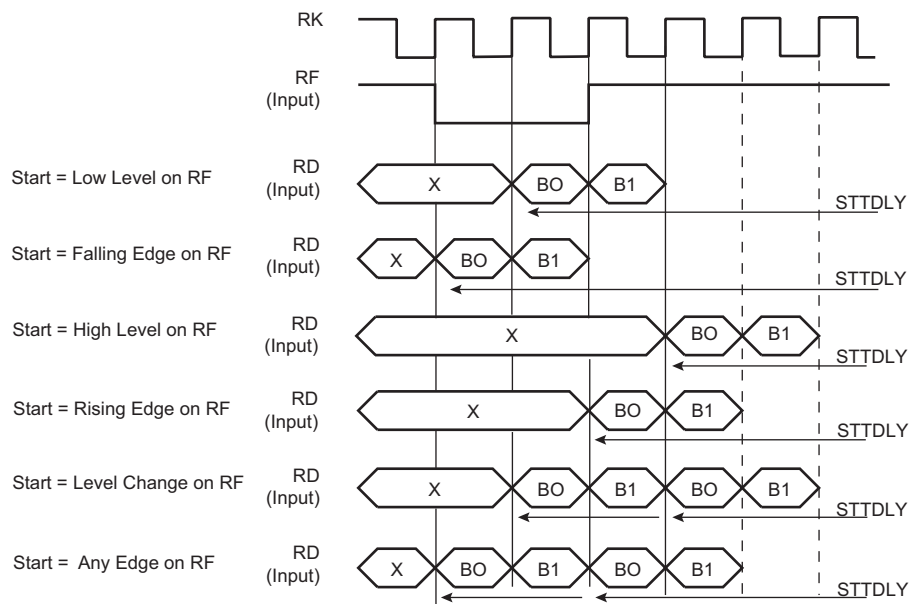 RK
RF
(Input)
Start = Low Level on RF
RD
(Input)
X
BO
B1
STTDLY
Start = Falling Edge on RF
RD
(Input)
X
BO
B1
STTDLY
Start = High Level on RF
RD
(Input)
X
BO
B1
STTDLY
Start = Rising Edge on RF
RD
(Input)
X
BO
B1
STTDLY
Start = Level Change on RF
RD
(Input)
X
BO
B1
BO
B1
STTDLY
Start = Any Edge on RF
RD
(Input)
X
BO
B1
BO
B1
STTDLY